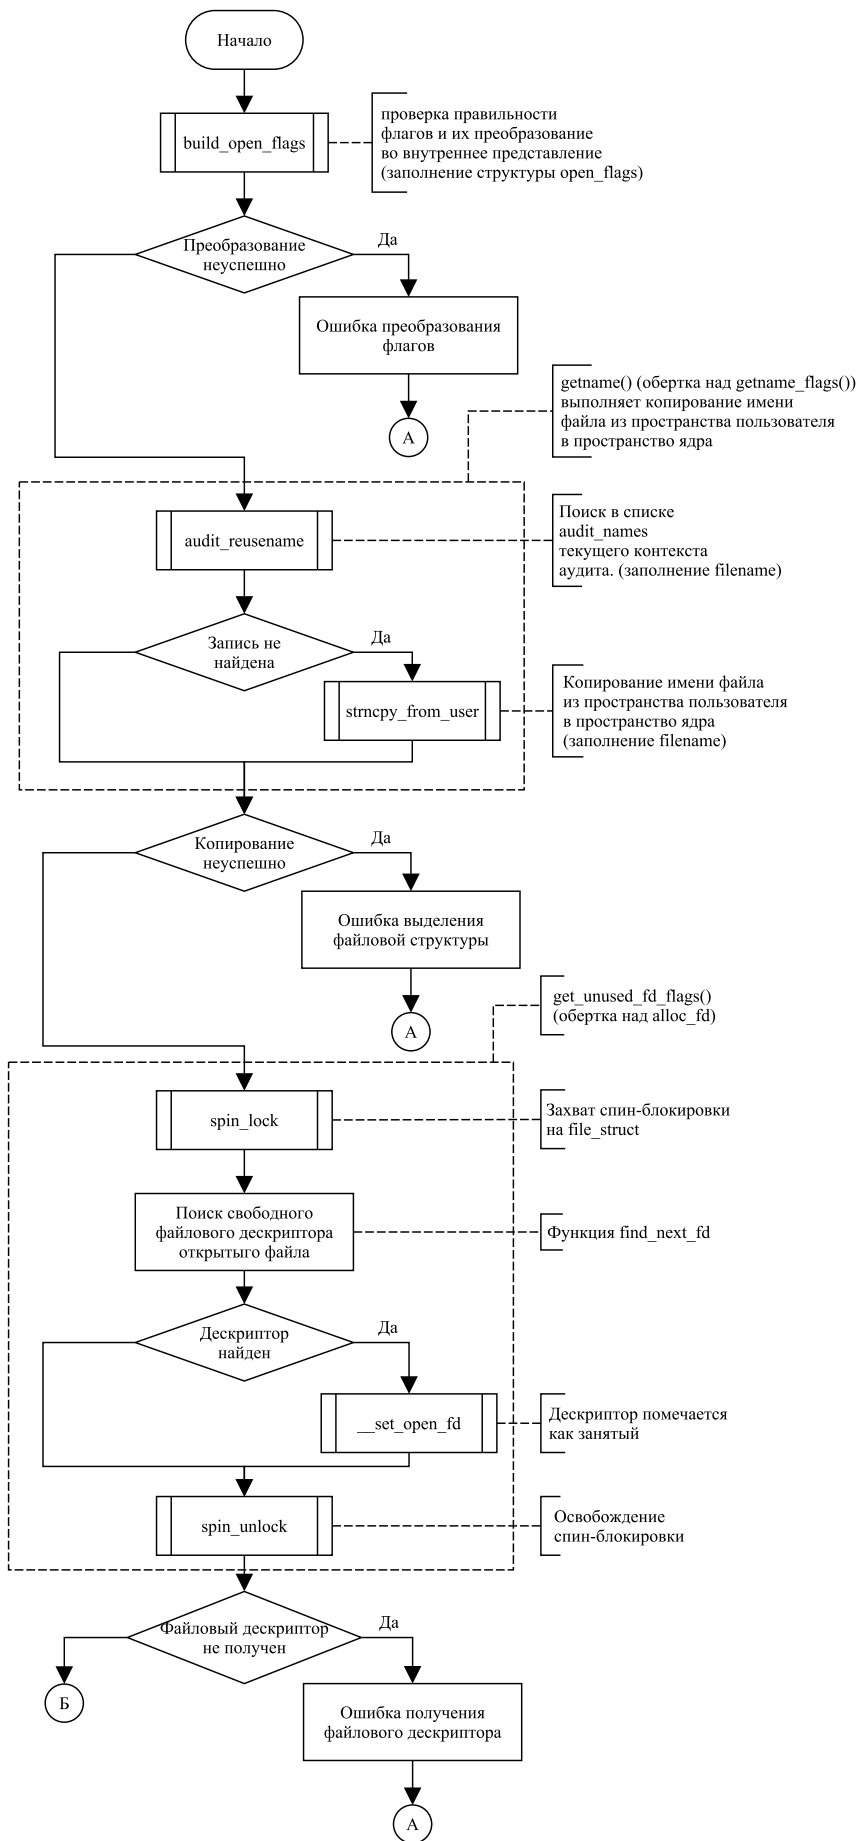 Начало
build_open_flags
проверка правильности
флагов и их преобразование
во внутреннее представление
(заполнение структуры open_flags)
Преобразование
неуспешно
Да
Ошибка преобразования
флагов
А
getname() (обертка над getname_flags())
выполняет копирование имени
файла из пространства пользователя
в пространство ядра
audit_reusename
Поиск в списке
audit_names
текущего контекста
аудита. (заполнение filename)
Запись не
найдена
Да
strncpy_from_user
Копирование имени файла
из пространства пользователя
в пространство ядра
(заполнение filename)
Копирование
неуспешно
Да
Ошибка выделения
файловой структуры
А
get_unused_fd_flags()
(обертка над alloc_fd)
spin_lock
Захват спин-блокировки
на file_struct
Поиск свободного
файлового дескриптора
открытого файла
Функция find_next_fd
Дескриптор
найден
Да
__set_open_fd
Дескриптор помечается
как занятый
spin_unlock
Освобождение
спин-блокировки
Файловый дескриптор
не получен
Да
Б
Ошибка получения
файлового дескриптора
А